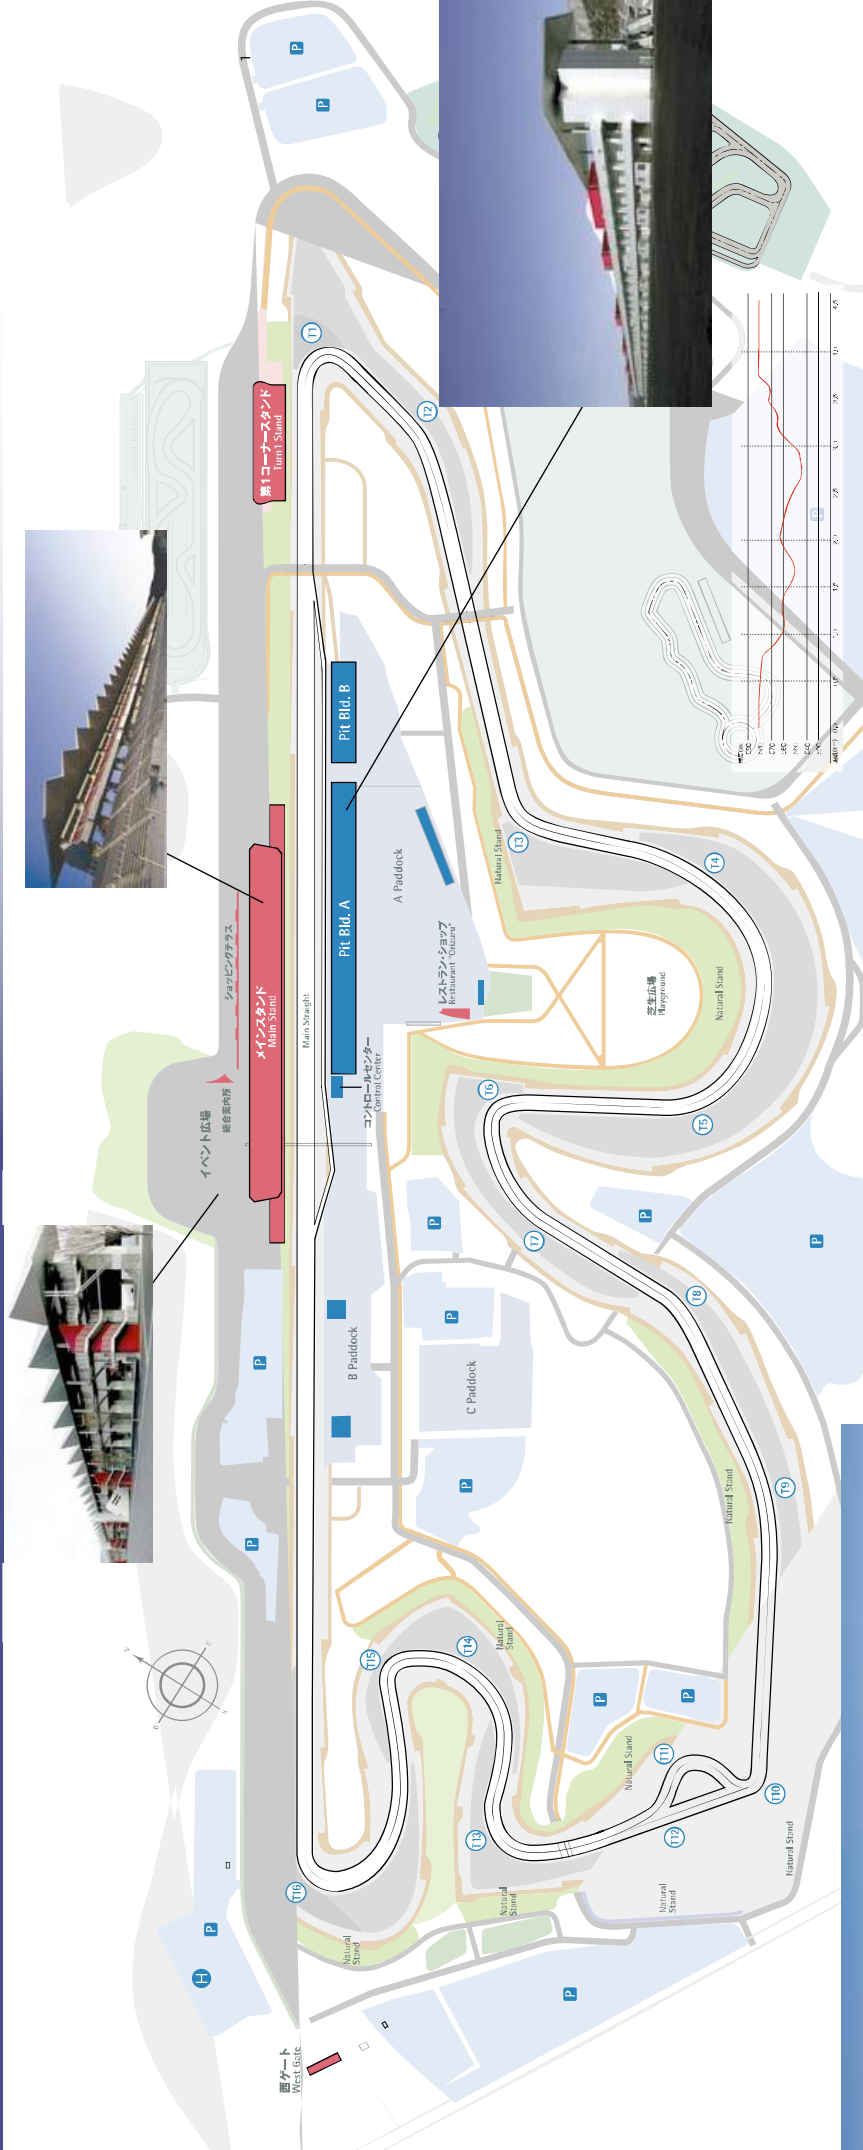 P
P
T1
T2
第1コーナースタンド
Turn1 Stand
Pit Bld. B
Pit Bld. A
A Paddock
Natural Stand
T3
T4
ショッピングテラス
メインスタンド
Main Stand
Main Straight
レストラン・ショップ
Restaurant "Orizuru"
芝生広場
Playground
Natural Stand
コントロールセンター
Control Center
イベント広場
総合案内所
T6
T5
T7
T8
P
P
P
P
P
B Paddock
C Paddock
P
P
P
Natural Stand
T9
T15
T14
Natural
Stand
P
P
T11
Natural Stand
T10
T12
T13
Natural Stand
Natural
Stand
Natural
Stand
T16
Natural
Stand
P
H
P
西ゲート
West Gate
N
E
S